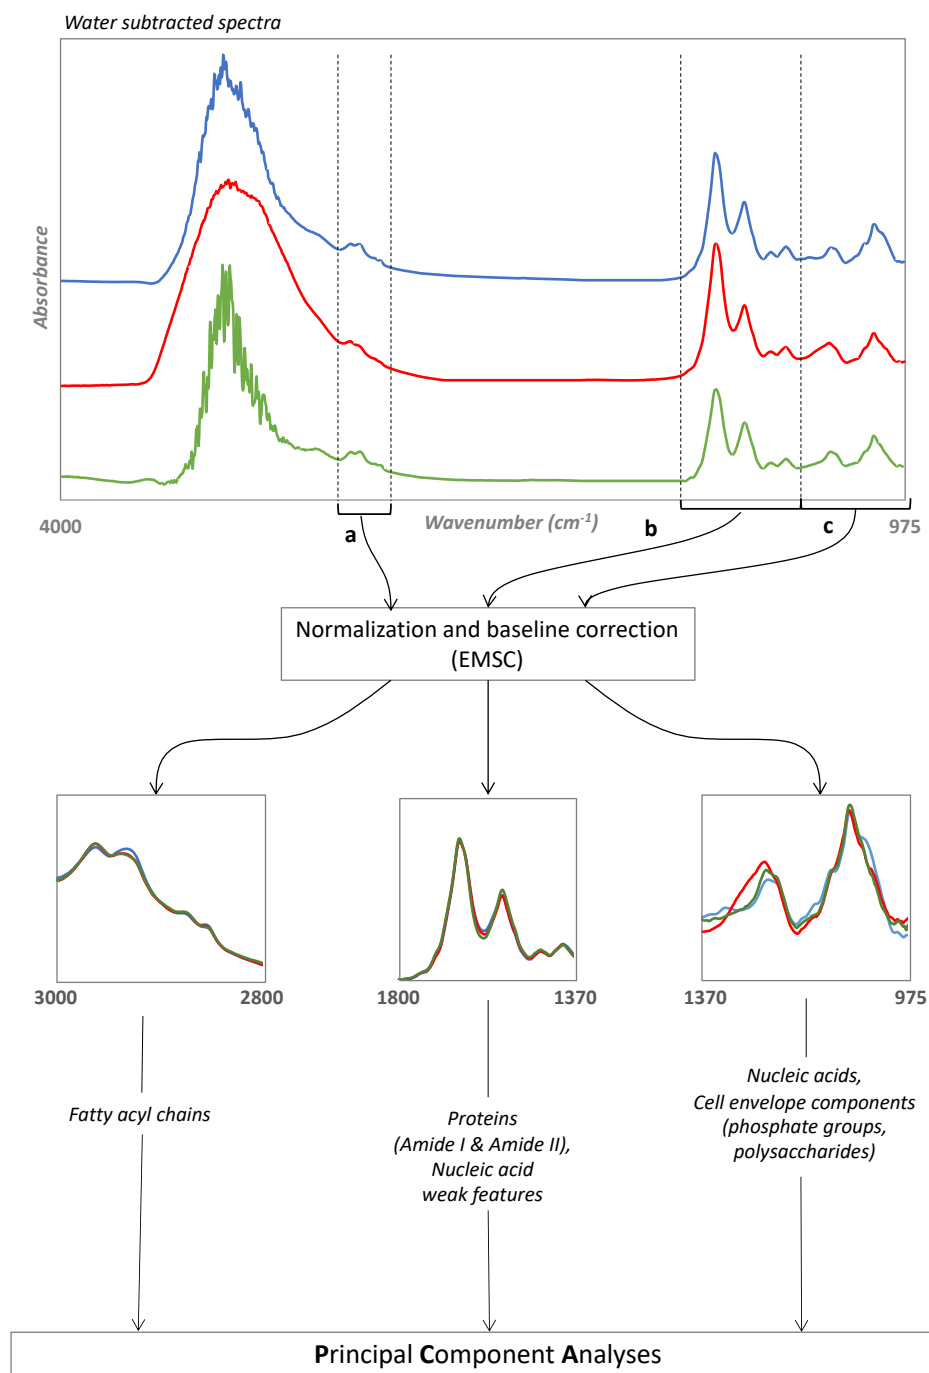 Water subtracted spectra
Absorbance
4000
a
Wavenumber (cm⁻¹)
b
c
975
Normalization and baseline correction
(EMSC)
3000
2800
1800
1370
1370
975
Fatty acyl chains
Proteins
(Amide I & Amide II),
Nucleic acid
weak features
Nucleic acids,
Cell envelope components
(phosphate groups,
polysaccharides)
Principal Component Analyses